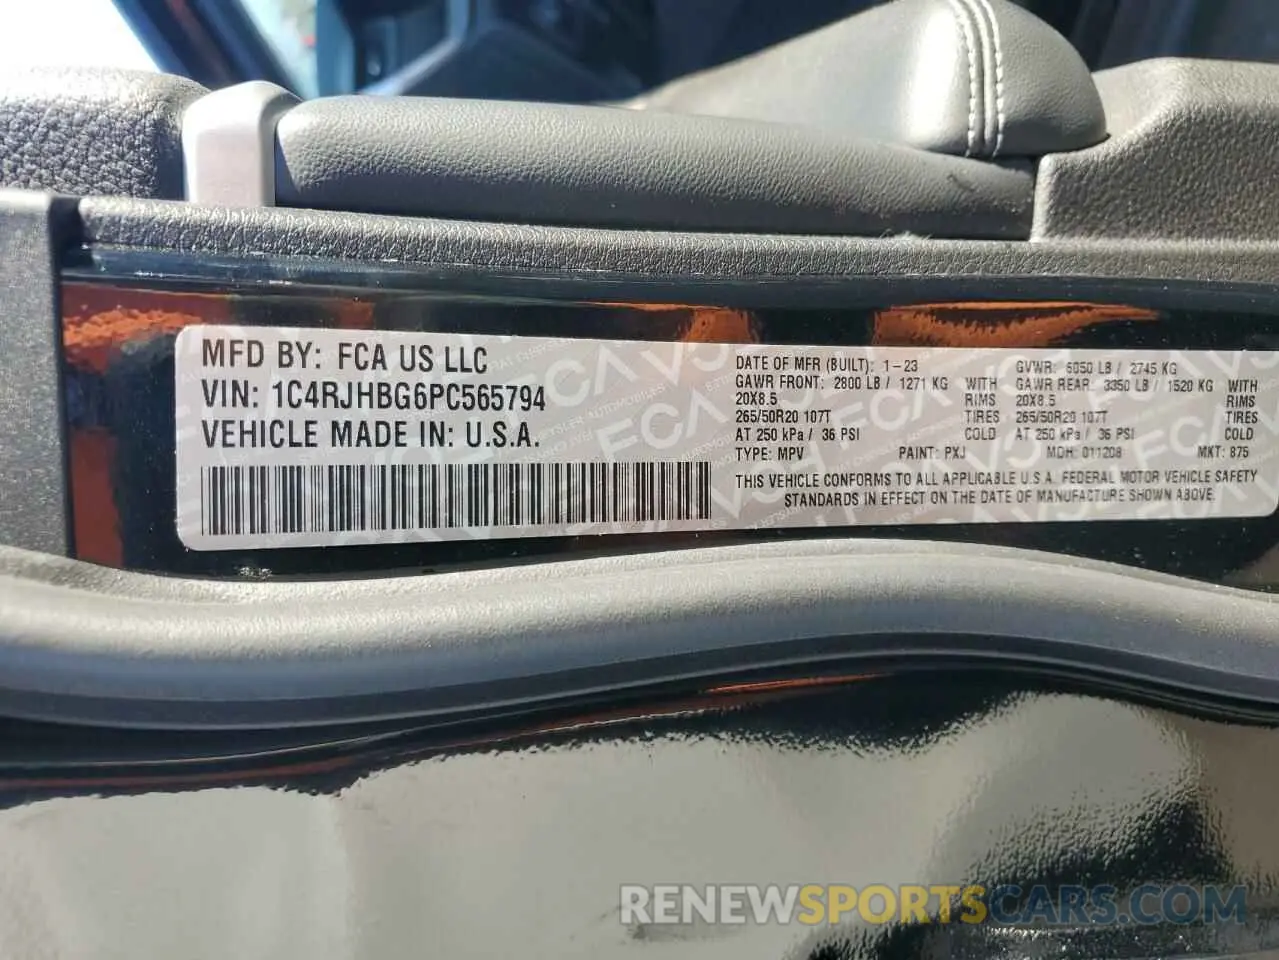 MFD BY: FCA US LLC
VIN: 1C4RJHBG6PC565794
VEHICLE MADE IN: U.S.A.
DATE OF MFR (BUILT): 1-23 GVWR: 6050 LB / 2745 KG
GAWR FRONT: 2800 LB / 1271 KG WITH GAWR REAR: 3350 LB / 1520 KG WITH
20X8.5 RIMS 20X8.5 RIMS
265/50R20 107T TIRES 265/50R20 107T TIRES
AT 250 kPa / 36 PSI COLD AT 250 kPa / 36 PSI COLD
TYPE: MPV PAINT: PXJ MDH: 011208 MKT: 875
THIS VEHICLE CONFORMS TO ALL APPLICABLE U.S.A. FEDERAL MOTOR VEHICLE SAFETY
STANDARDS IN EFFECT ON THE DATE OF MANUFACTURE SHOWN ABOVE.
RENEWSPORTSCARS.COM